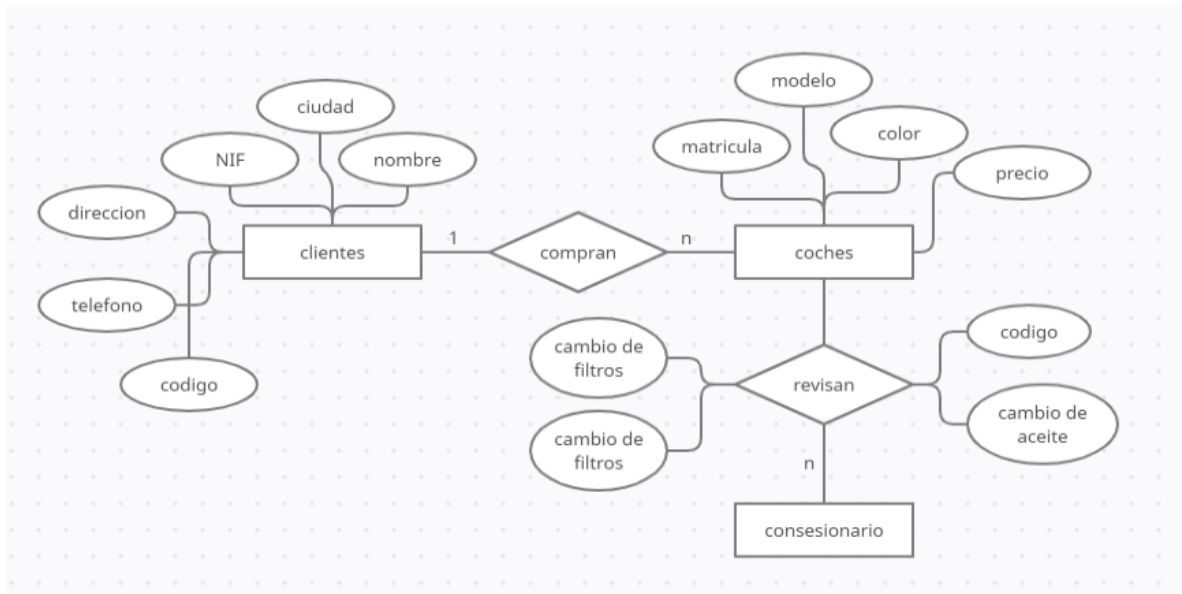 modelo
ciudad
color
matricula
NIF
nombre
precio
direccion
1
n
clientes
compran
coches
telefono
codigo
cambio de
filtros
codigo
revisan
cambio de
aceite
cambio de
filtros
n
consesionario